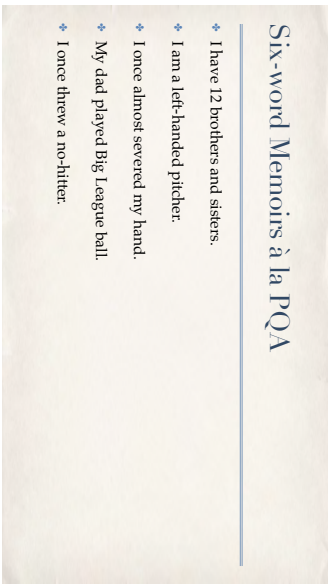 Six-word Memoirs à la PQA
I have 12 brothers and sisters.
I am a left-handed pitcher.
I once almost severed my hand.
My dad played Big League ball.
I once threw a no-hitter.